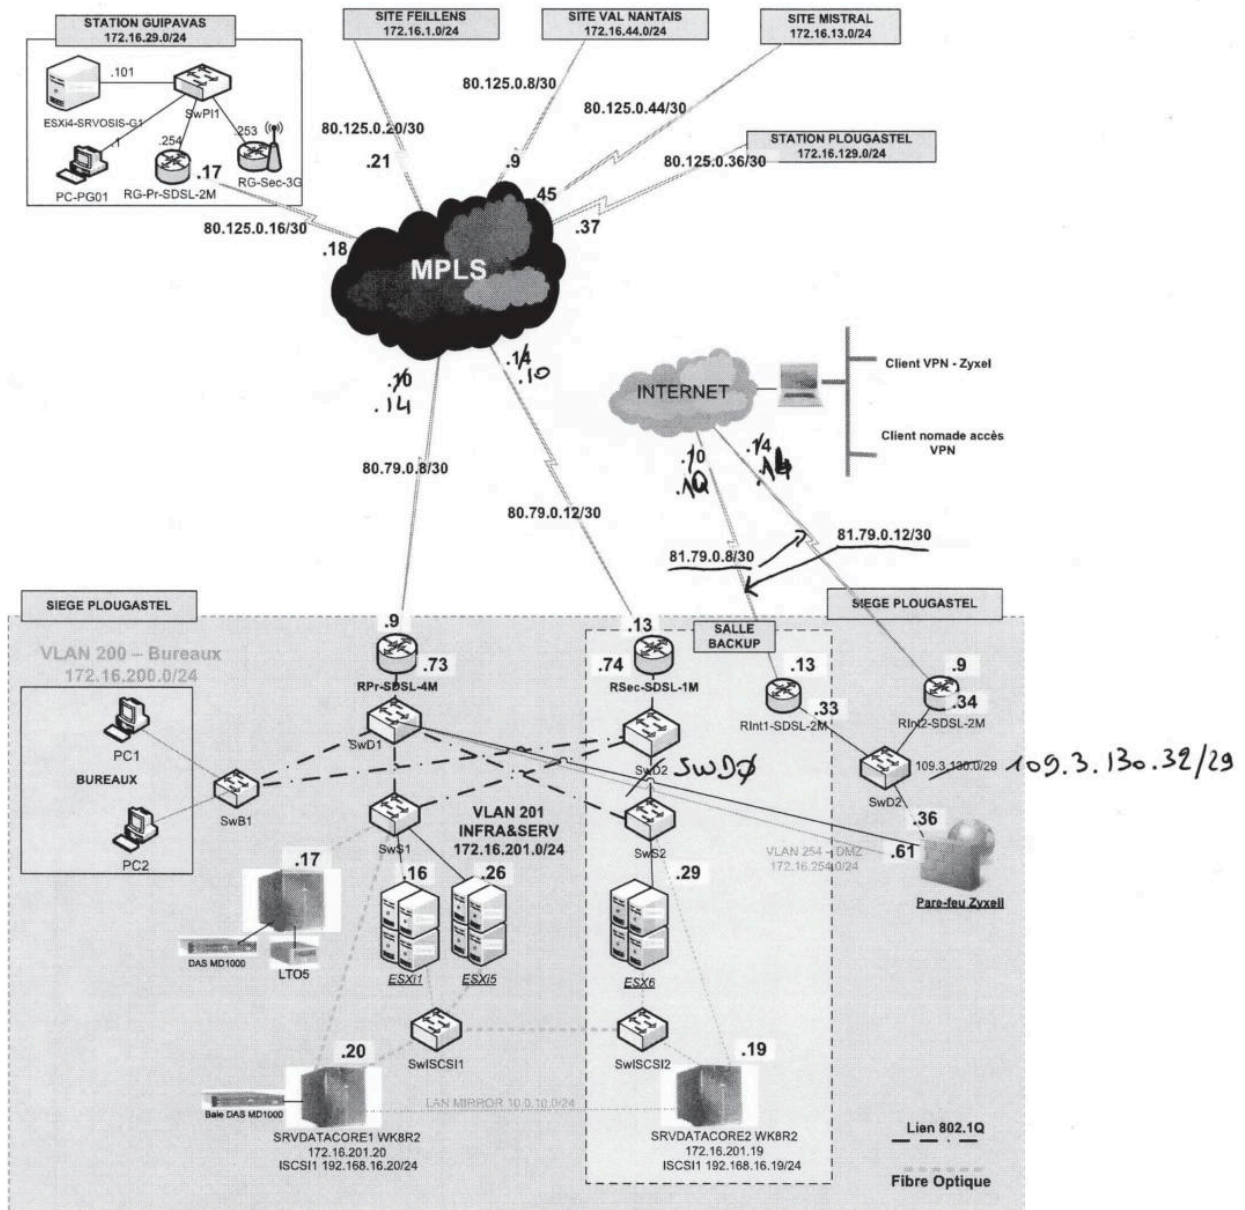 STATION GUIPAVAS
172.16.29.0/24
SITE FEILLENS
172.16.1.0/24
SITE VAL NANTAIS
172.16.44.0/24
SITE MISTRAL
172.16.13.0/24
.101
SwPI1
ESXi4-SRVOSIS-G1
.1
.254
.253
.17
PC-PG01
RG-Pr-SDSL-2M
RG-Sec-3G
80.125.0.8/30
80.125.0.44/30
80.125.0.20/30
80.125.0.36/30
STATION PLOUGASTEL
172.16.129.0/24
.21
.9
.45
.37
80.125.0.16/30
.18
MPLS
.10
.14
.14
.10
INTERNET
Client VPN - Zyxel
Client nomade accès
VPN
.10
.10
.14
.14
80.79.0.8/30
80.79.0.12/30
81.79.0.8/30
81.79.0.12/30
SIEGE PLOUGASTEL
SIEGE PLOUGASTEL
VLAN 200 – Bureaux
172.16.200.0/24
.9
.73
RPr-SDSL-4M
.13
.74
RSec-SDSL-1M
SALLE
BACKUP
.13
.33
RInt1-SDSL-2M
.9
.34
RInt2-SDSL-2M
PC1
BUREAUX
PC2
SwB1
SwD1
SwD2
SWDØ
SwD2
109.3.130.0/29
109.3.130.32/29
.36
.61
VLAN 201
INFRA&SERV
172.16.201.0/24
SwS1
SwS2
VLAN 254 – DMZ
172.16.254.0/24
Pare-feu Zyxell
.17
.16
.26
.29
DAS MD1000
LTO5
ESXi1
ESXi5
ESX6
SwISCSI1
SwISCSI2
.20
.19
Baie DAS MD1000
LAN MIRROR 10.0.10.0/24
SRVDATACORE1 WK8R2
172.16.201.20
ISCSI1 192.168.16.20/24
SRVDATACORE2 WK8R2
172.16.201.19
ISCSI1 192.168.16.19/24
Lien 802.1Q
Fibre Optique